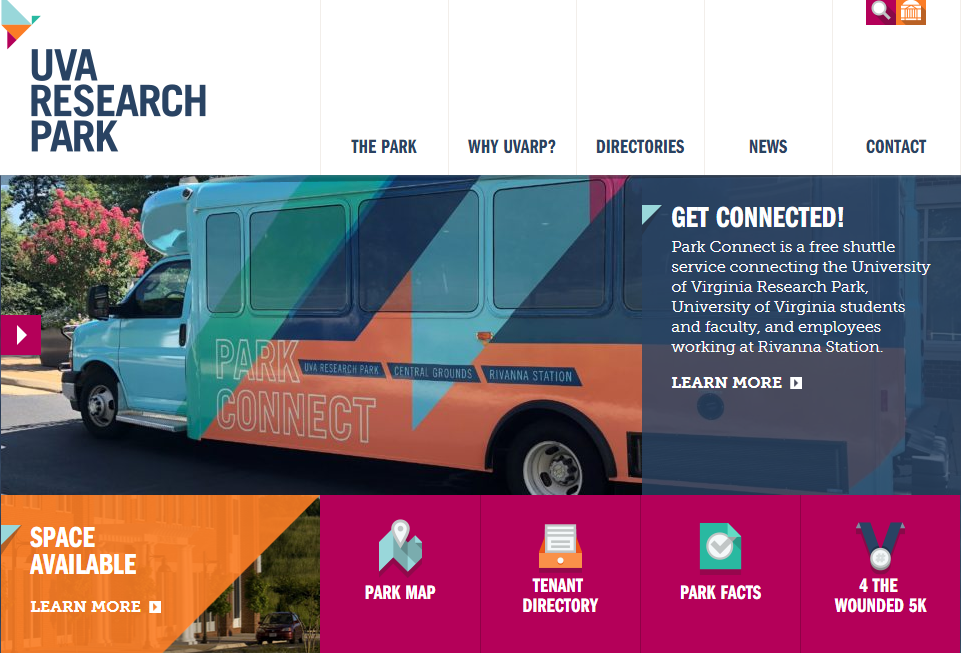 UVA
RESEARCH
PARK
THE PARK
WHY UVARP?
DIRECTORIES
NEWS
CONTACT
PARK
CONNECT
UVA RESEARCH PARK
CENTRAL GROUNDS
RIVANNA STATION
GET CONNECTED!
Park Connect is a free shuttle
service connecting the University
of Virginia Research Park,
University of Virginia students
and faculty, and employees
working at Rivanna Station.
LEARN MORE
SPACE
AVAILABLE
LEARN MORE
PARK MAP
TENANT
DIRECTORY
PARK FACTS
4 THE
WOUNDED 5K